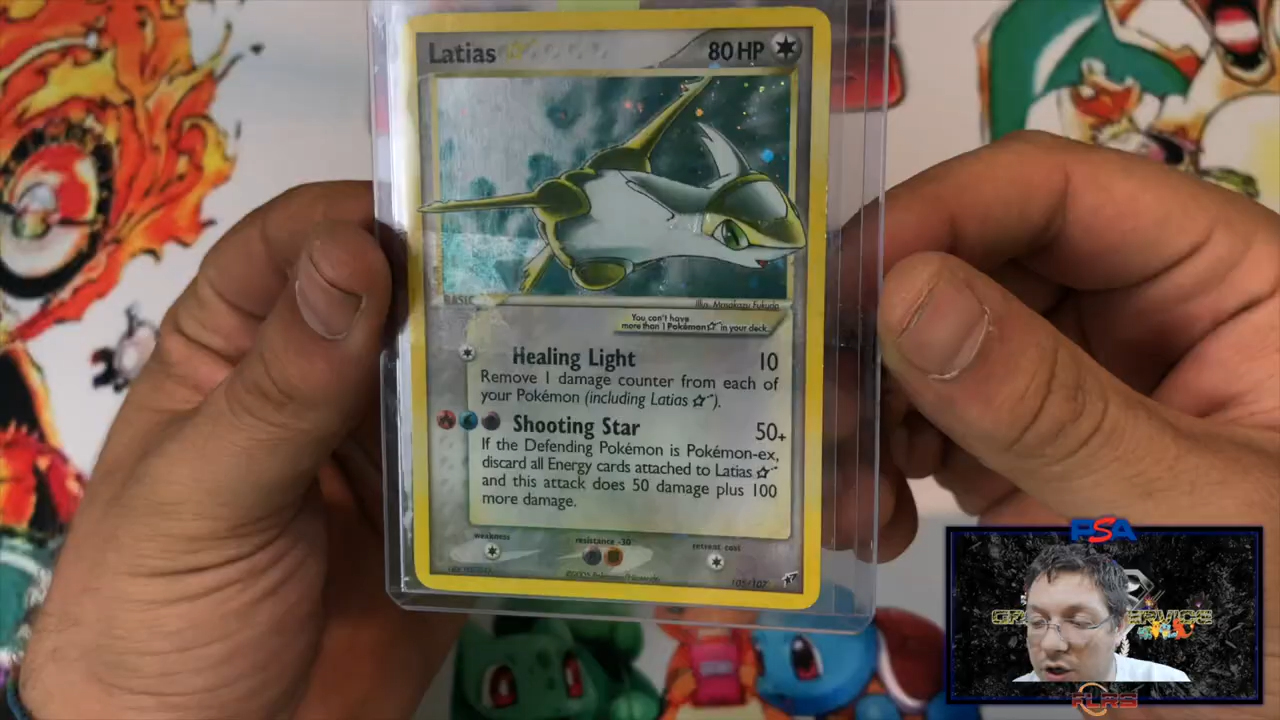 Latias ☆
80 HP
BASIC
Illus. Masakazu Fukuda
You can't have
more than 1 Pokémon ☆ in your deck.
Healing Light 10
Remove 1 damage counter from each of
your Pokémon (including Latias ☆).
Shooting Star 50+
If the Defending Pokémon is Pokémon-ex,
discard all Energy cards attached to Latias ☆
and this attack does 50 damage plus 100
more damage.
weakness
resistance -30
retreat cost
105/107
PSA